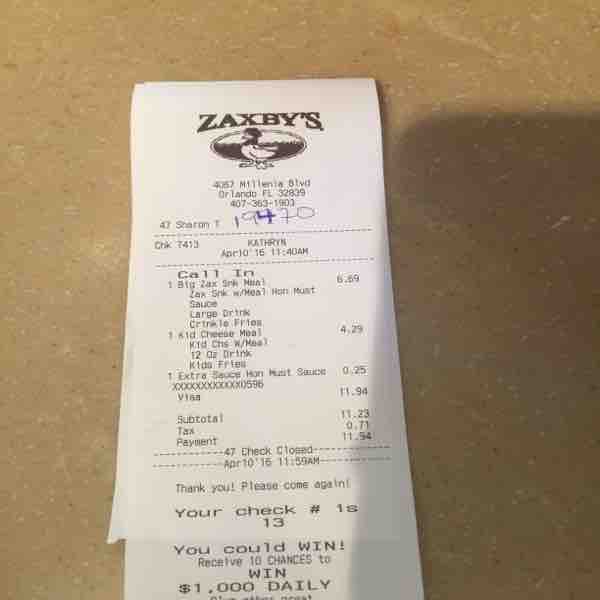 ZAXBY'S
4087 Millenia Blvd
Orlando FL 32839
407-363-1903
47 Sharon T 19470
Chk 7413 KATHRYN
Apr10'16 11:40AM
Call In
1 Big Zax Snk Meal 6.69
Zax Snk w/Meal Hon Must
Sauce
Large Drink
Crinkle Fries
1 Kid Cheese Meal 4.29
Kid Chs W/Meal
12 Oz Drink
Kids Fries
1 Extra Sauce Hon Must Sauce 0.25
XXXXXXXXXXXX0596
Visa 11.94
Subtotal 11.23
Tax 0.71
Payment 11.94
----------47 Check Closed----------
----------Apr10'16 11:59AM----------
Thank you! Please come again!
Your check # is
13
You could WIN!
Receive 10 CHANCES to
WIN
$1,000 DAILY